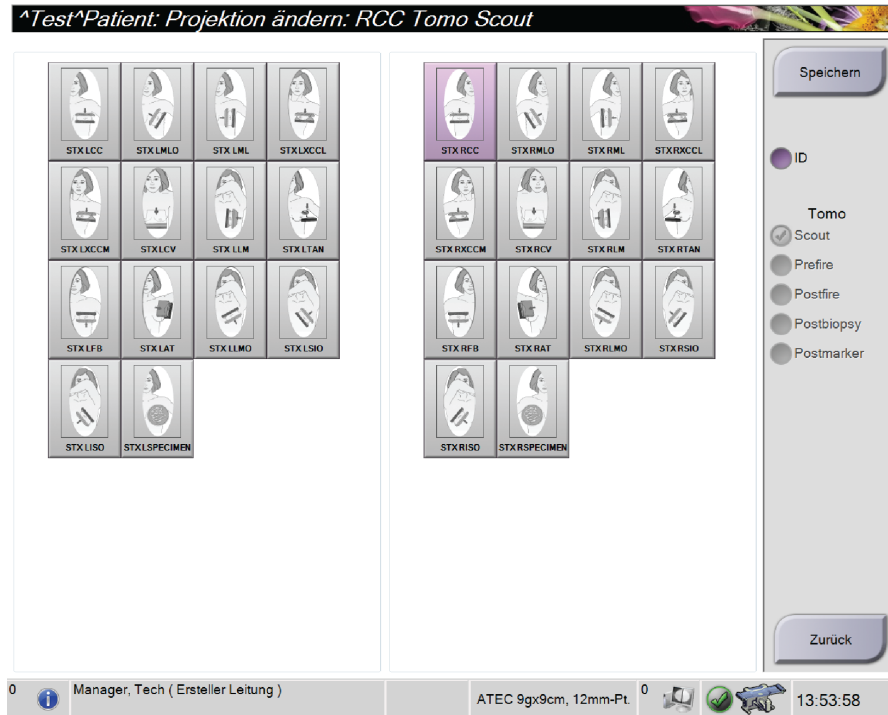 ^Test^Patient: Projektion ändern: RCC Tomo Scout
STX LCC STX LMLO STX LML STX LXCCL
STX LXCCM STX LCV STX LLM STX LTAN
STX LFB STX LAT STX LLMO STX LSIO
STX LISO STX LSPECIMEN
STX RCC STX RMLO STX RML STX RXCCL
STX RXCCM STX RCV STX RLM STX RTAN
STX RFB STX RAT STX RLMO STX RSIO
STX RISO STX RSPECIMEN
Speichern
ID
Tomo
Scout
Prefire
Postfire
Postbiopsy
Postmarker
Zurück
0 Manager, Tech ( Ersteller Leitung ) ATEC 9gx9cm, 12mm-Pt. 0 13:53:58